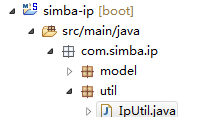 simba-ip [boot]
src/main/java
com.simba.ip
model
util
IpUtil.java